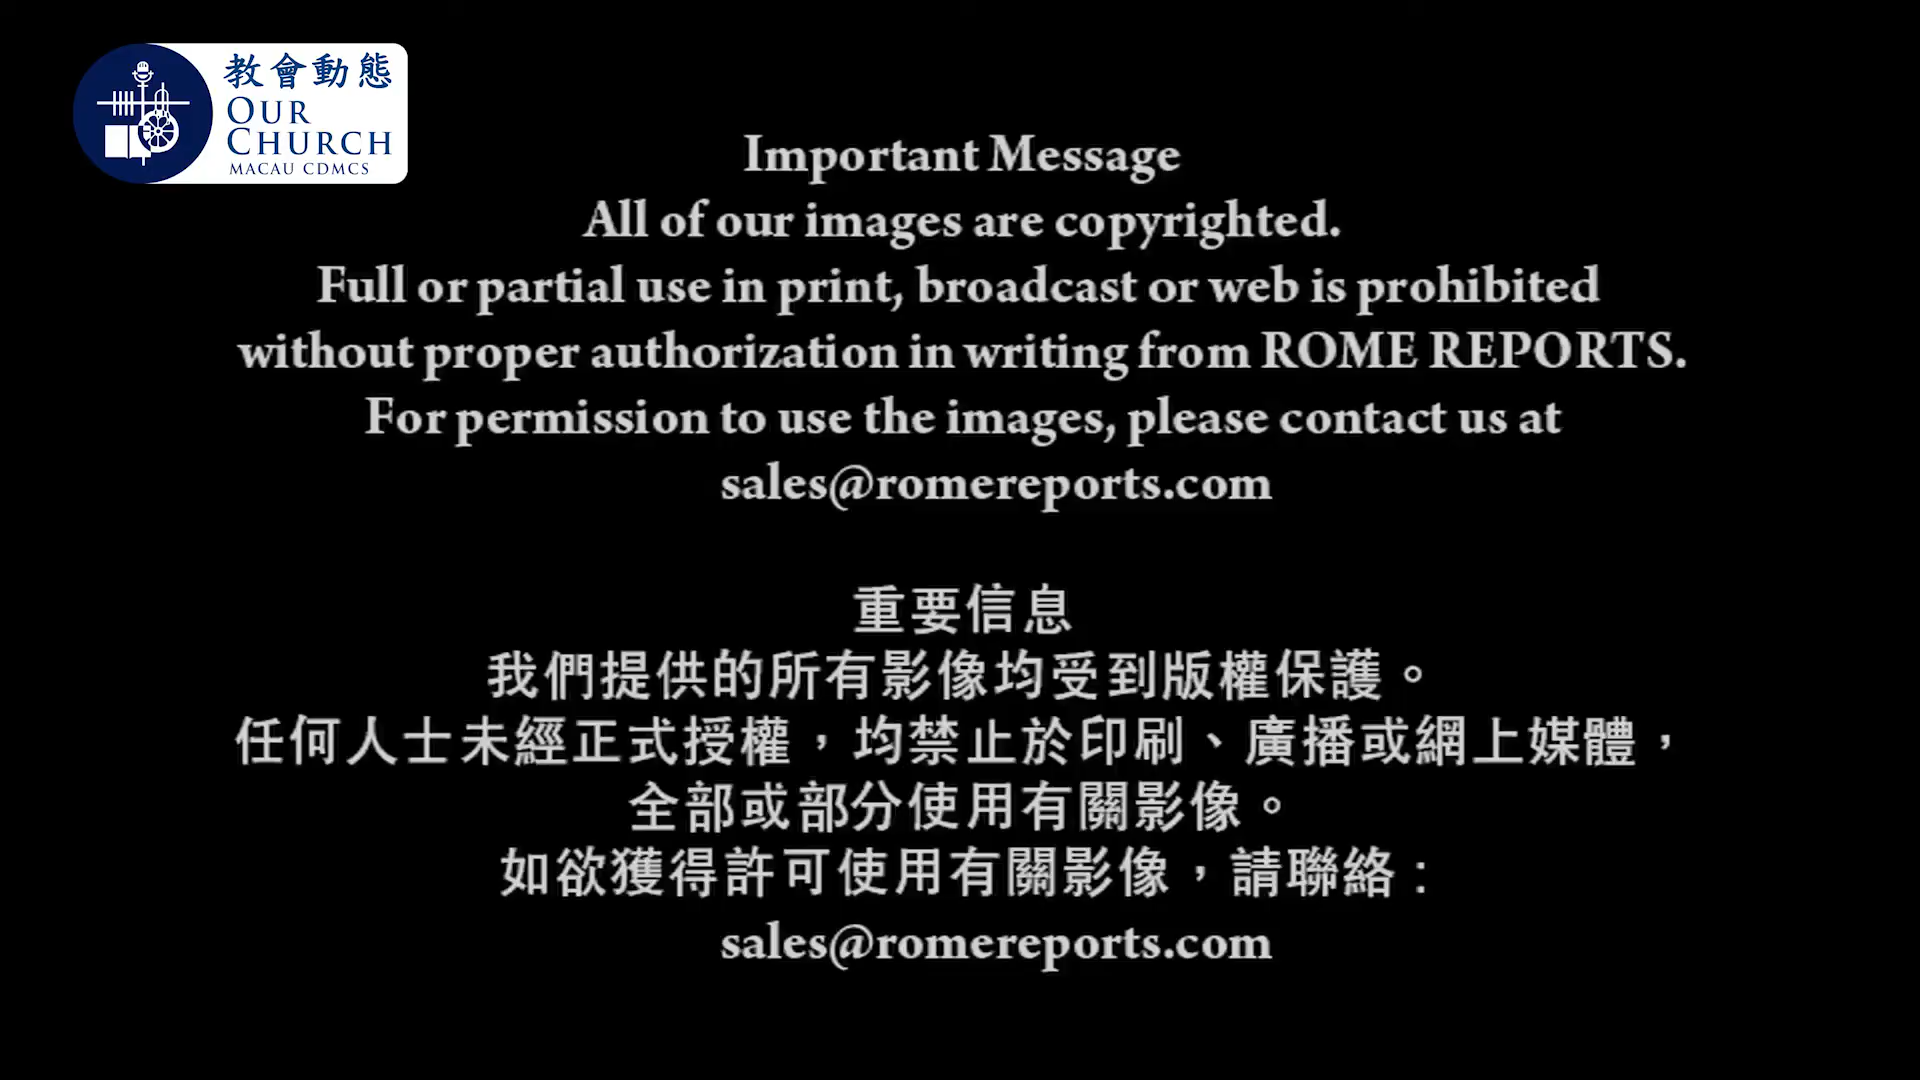 教會動態
OUR
CHURCH
MACAU CDMCS
Important Message
All of our images are copyrighted.
Full or partial use in print, broadcast or web is prohibited
without proper authorization in writing from ROME REPORTS.
For permission to use the images, please contact us at
sales@romereports.com
重要信息
我們提供的所有影像均受到版權保護。
任何人士未經正式授權，均禁止於印刷、廣播或網上媒體，
全部或部分使用有關影像。
如欲獲得許可使用有關影像，請聯絡：
sales@romereports.com